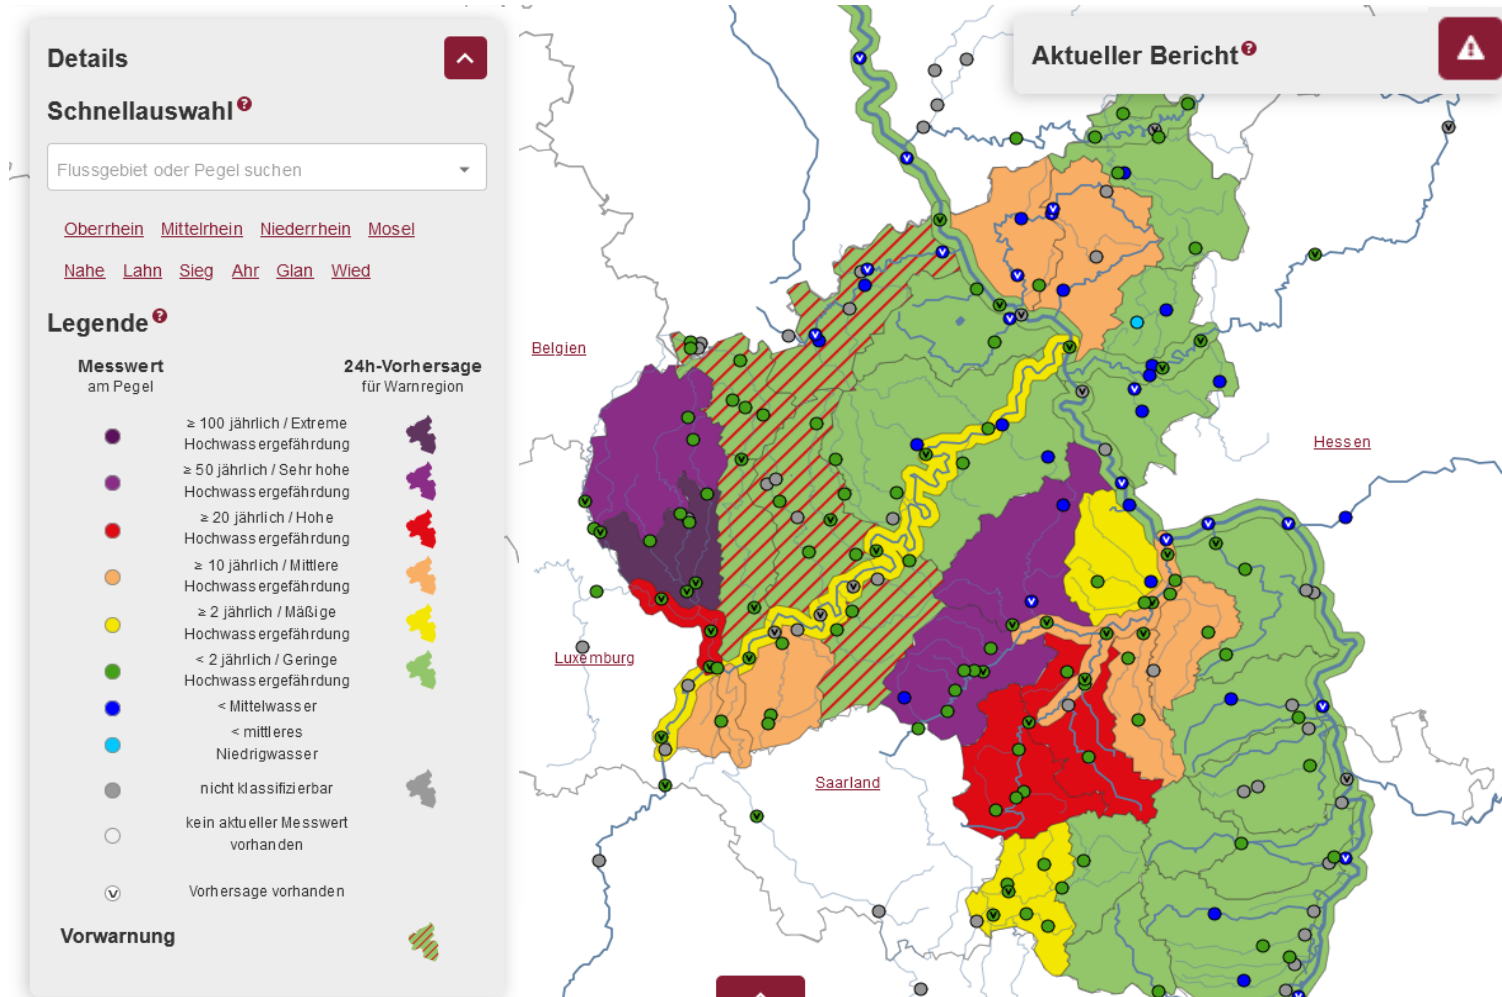 Details
Schnellauswahl ?
Flussgebiet oder Pegel suchen
Oberrhein Mittelrhein Niederrhein Mosel
Nahe Lahn Sieg Ahr Glan Wied
Legende ?
Messwert
am Pegel
24h-Vorhersage
für Warnregion
≥ 100 jährlich / Extreme
Hochwassergefährdung
≥ 50 jährlich / Sehr hohe
Hochwassergefährdung
≥ 20 jährlich / Hohe
Hochwassergefährdung
≥ 10 jährlich / Mittlere
Hochwassergefährdung
≥ 2 jährlich / Mäßige
Hochwassergefährdung
< 2 jährlich / Geringe
Hochwassergefährdung
< Mittelwasser
< mittleres
Niedrigwasser
nicht klassifizierbar
kein aktueller Messwert
vorhanden
V Vorhersage vorhanden
Vorwarnung
Aktueller Bericht ?
Belgien
Hessen
Luxemburg
Saarland